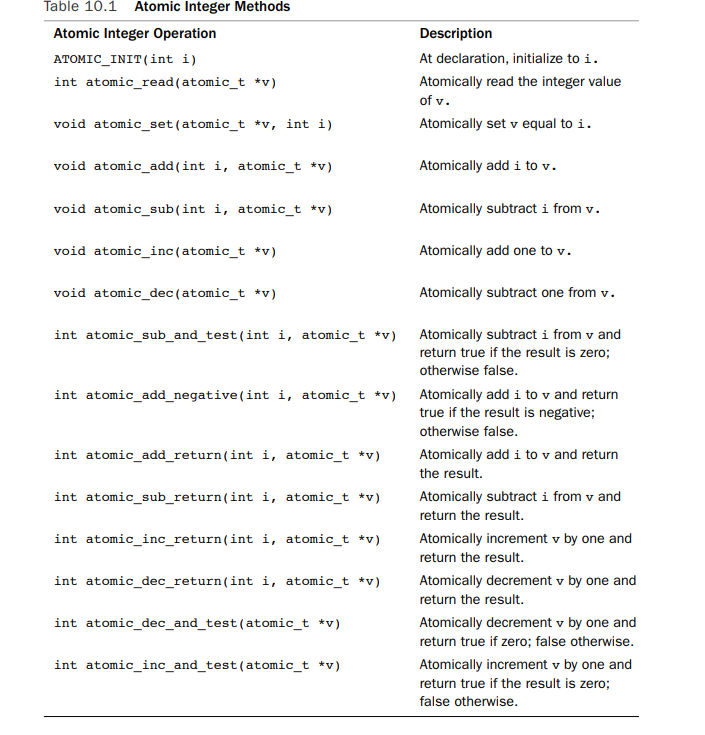 Table 10.1 Atomic Integer Methods
Atomic Integer Operation Description
ATOMIC_INIT(int i) At declaration, initialize to i.
int atomic_read(atomic_t *v) Atomically read the integer value
of v.
void atomic_set(atomic_t *v, int i) Atomically set v equal to i.
void atomic_add(int i, atomic_t *v) Atomically add i to v.
void atomic_sub(int i, atomic_t *v) Atomically subtract i from v.
void atomic_inc(atomic_t *v) Atomically add one to v.
void atomic_dec(atomic_t *v) Atomically subtract one from v.
int atomic_sub_and_test(int i, atomic_t *v) Atomically subtract i from v and
return true if the result is zero;
otherwise false.
int atomic_add_negative(int i, atomic_t *v) Atomically add i to v and return
true if the result is negative;
otherwise false.
int atomic_add_return(int i, atomic_t *v) Atomically add i to v and return
the result.
int atomic_sub_return(int i, atomic_t *v) Atomically subtract i from v and
return the result.
int atomic_inc_return(int i, atomic_t *v) Atomically increment v by one and
return the result.
int atomic_dec_return(int i, atomic_t *v) Atomically decrement v by one and
return the result.
int atomic_dec_and_test(atomic_t *v) Atomically decrement v by one and
return true if zero; false otherwise.
int atomic_inc_and_test(atomic_t *v) Atomically increment v by one and
return true if the result is zero;
false otherwise.